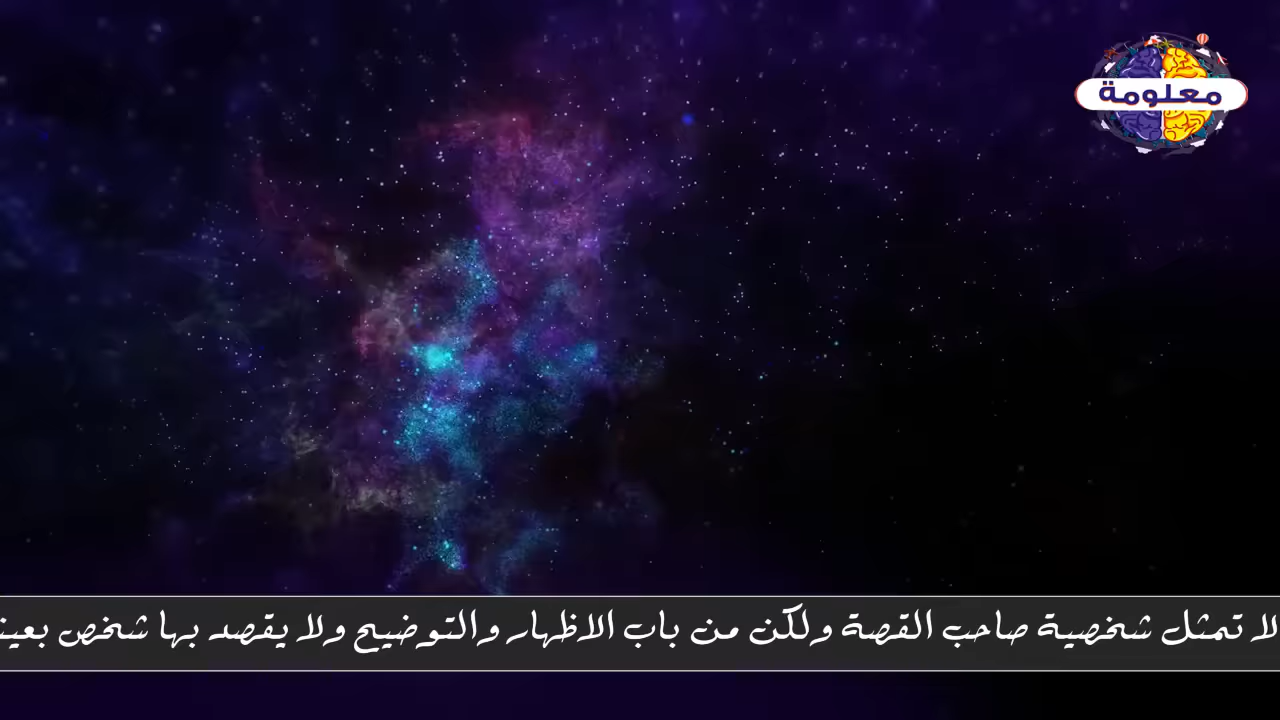 معلومة
لا تمثل شخصية صاحب القصة ولكن من باب الاظهار والتوضيح ولا يقصد بها شخص